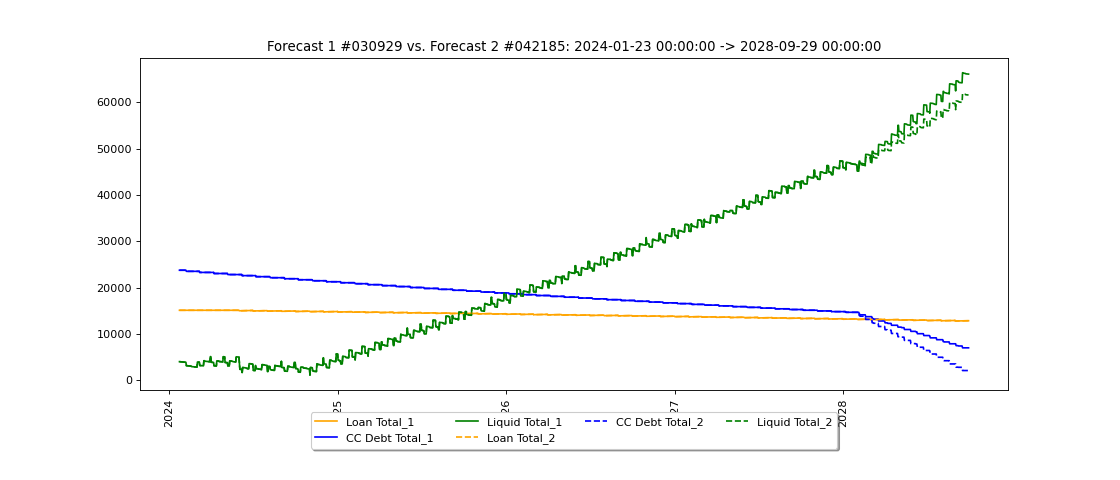 Forecast 1 #030929 vs. Forecast 2 #042185: 2024-01-23 00:00:00 -> 2028-09-29 00:00:00
60000
50000
40000
30000
20000
10000
0
2024
25
26
27
2028
Loan Total_1
Liquid Total_1
CC Debt Total_2
Liquid Total_2
CC Debt Total_1
Loan Total_2